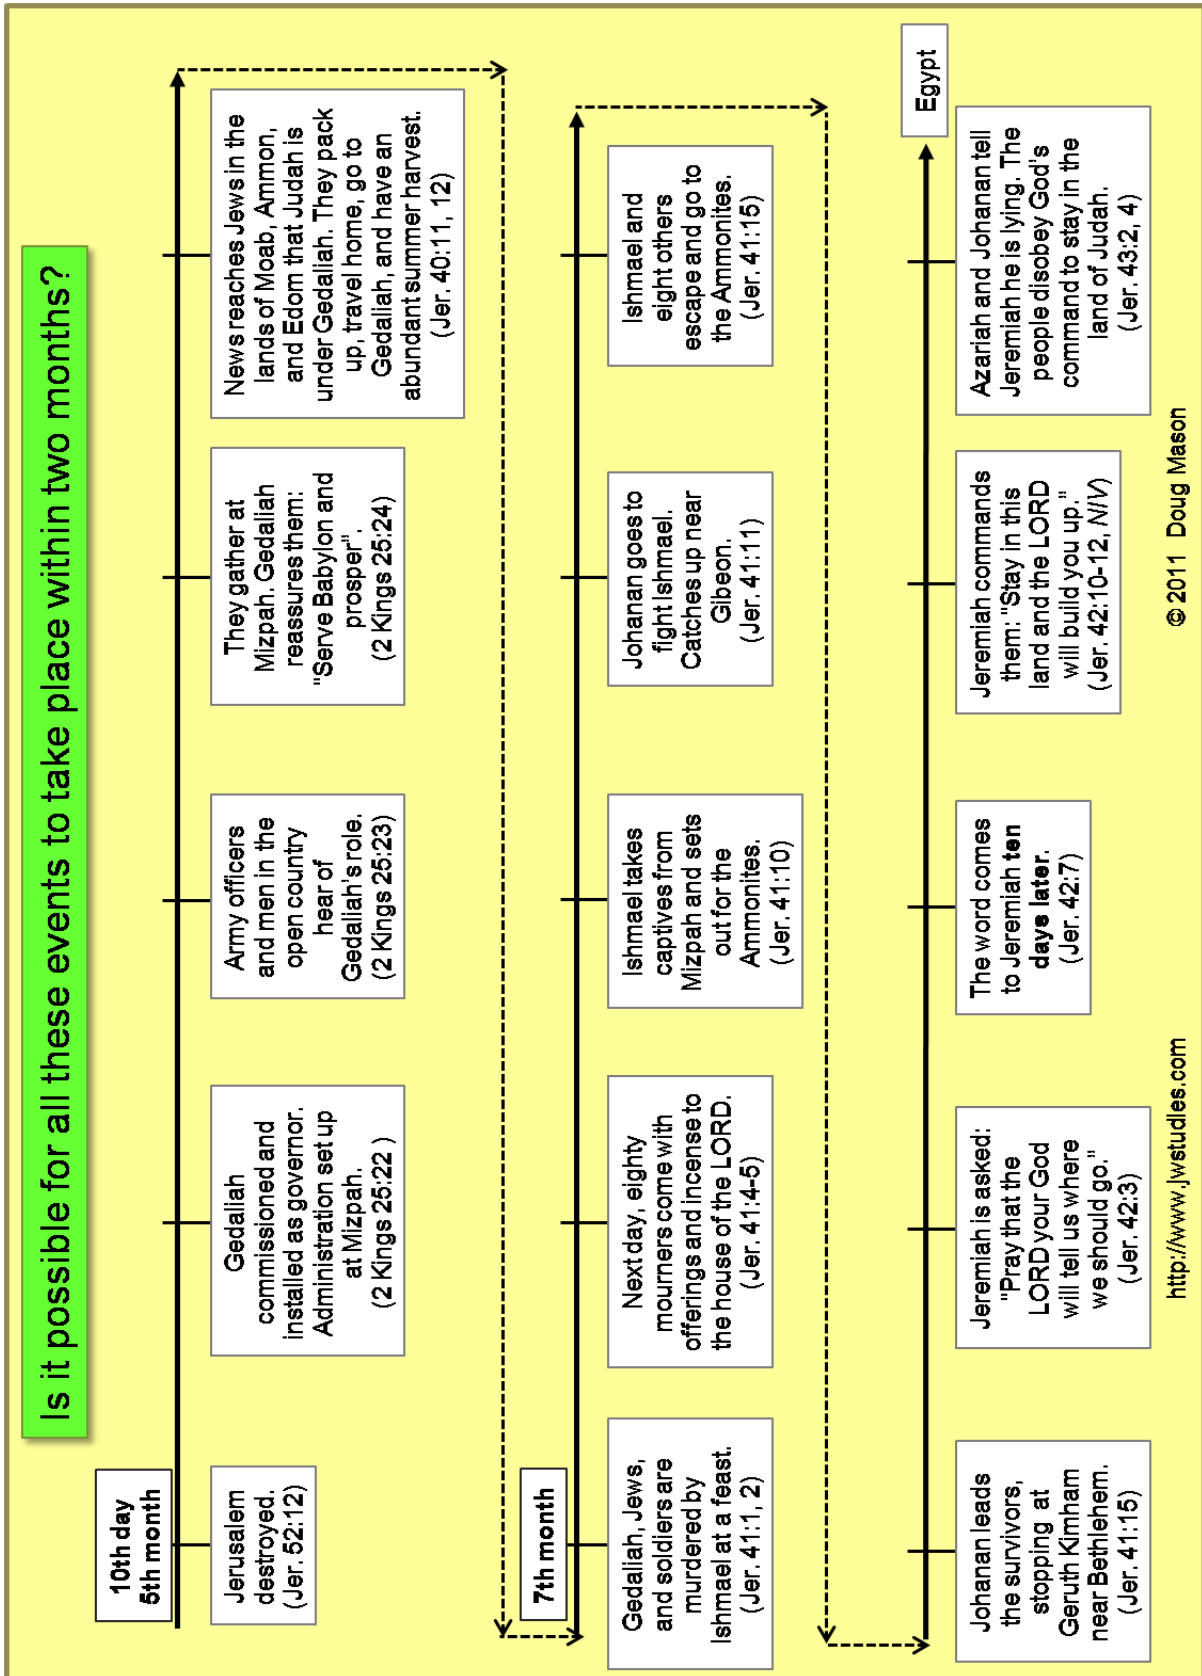 Is it possible for all these events to take place within two months?
10th day
5th month
Jerusalem
destroyed.
(Jer. 52:12)
Gedaliah
commissioned and
installed as governor.
Administration set up
at Mizpah.
(2 Kings 25:22 )
Army officers
and men in the
open country
hear of
Gedaliah's role.
(2 Kings 25:23)
They gather at
Mizpah. Gedaliah
reassures them:
"Serve Babylon and
prosper".
(2 Kings 25:24)
News reaches Jews in the
lands of Moab, Ammon,
and Edom that Judah is
under Gedaliah. They pack
up, travel home, go to
Gedaliah, and have an
abundant summer harvest.
(Jer. 40:11, 12)
7th month
Gedaliah, Jews,
and soldiers are
murdered by
Ishmael at a feast.
(Jer. 41:1, 2)
Next day, eighty
mourners come with
offerings and incense to
the house of the LORD.
(Jer. 41:4-5)
Ishmael takes
captives from
Mizpah and sets
out for the
Ammonites.
(Jer. 41:10)
Johanan goes to
fight Ishmael.
Catches up near
Gibeon.
(Jer. 41:11)
Ishmael and
eight others
escape and go to
the Ammonites.
(Jer. 41:15)
Egypt
Johanan leads
the survivors,
stopping at
Geruth Kimham
near Bethlehem.
(Jer. 41:15)
Jeremiah is asked:
"Pray that the
LORD your God
will tell us where
we should go."
(Jer. 42:3)
The word comes
to Jeremiah ten
days later.
(Jer. 42:7)
Jeremiah commands
them: "Stay in this
land and the LORD
will build you up."
(Jer. 42:10-12, NIV)
Azariah and Johanan tell
Jeremiah he is lying. The
people disobey God's
command to stay in the
land of Judah.
(Jer. 43:2, 4)
http://www.jwstudies.com
© 2011 Doug Mason